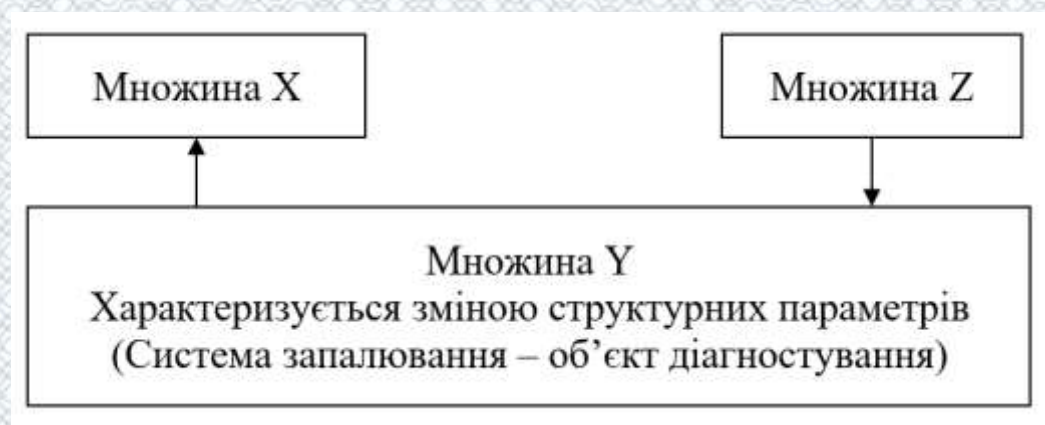 Множина X
Множина Z
Множина Y
Характеризується зміною структурних параметрів
(Система запалювання – об’єкт діагностування)